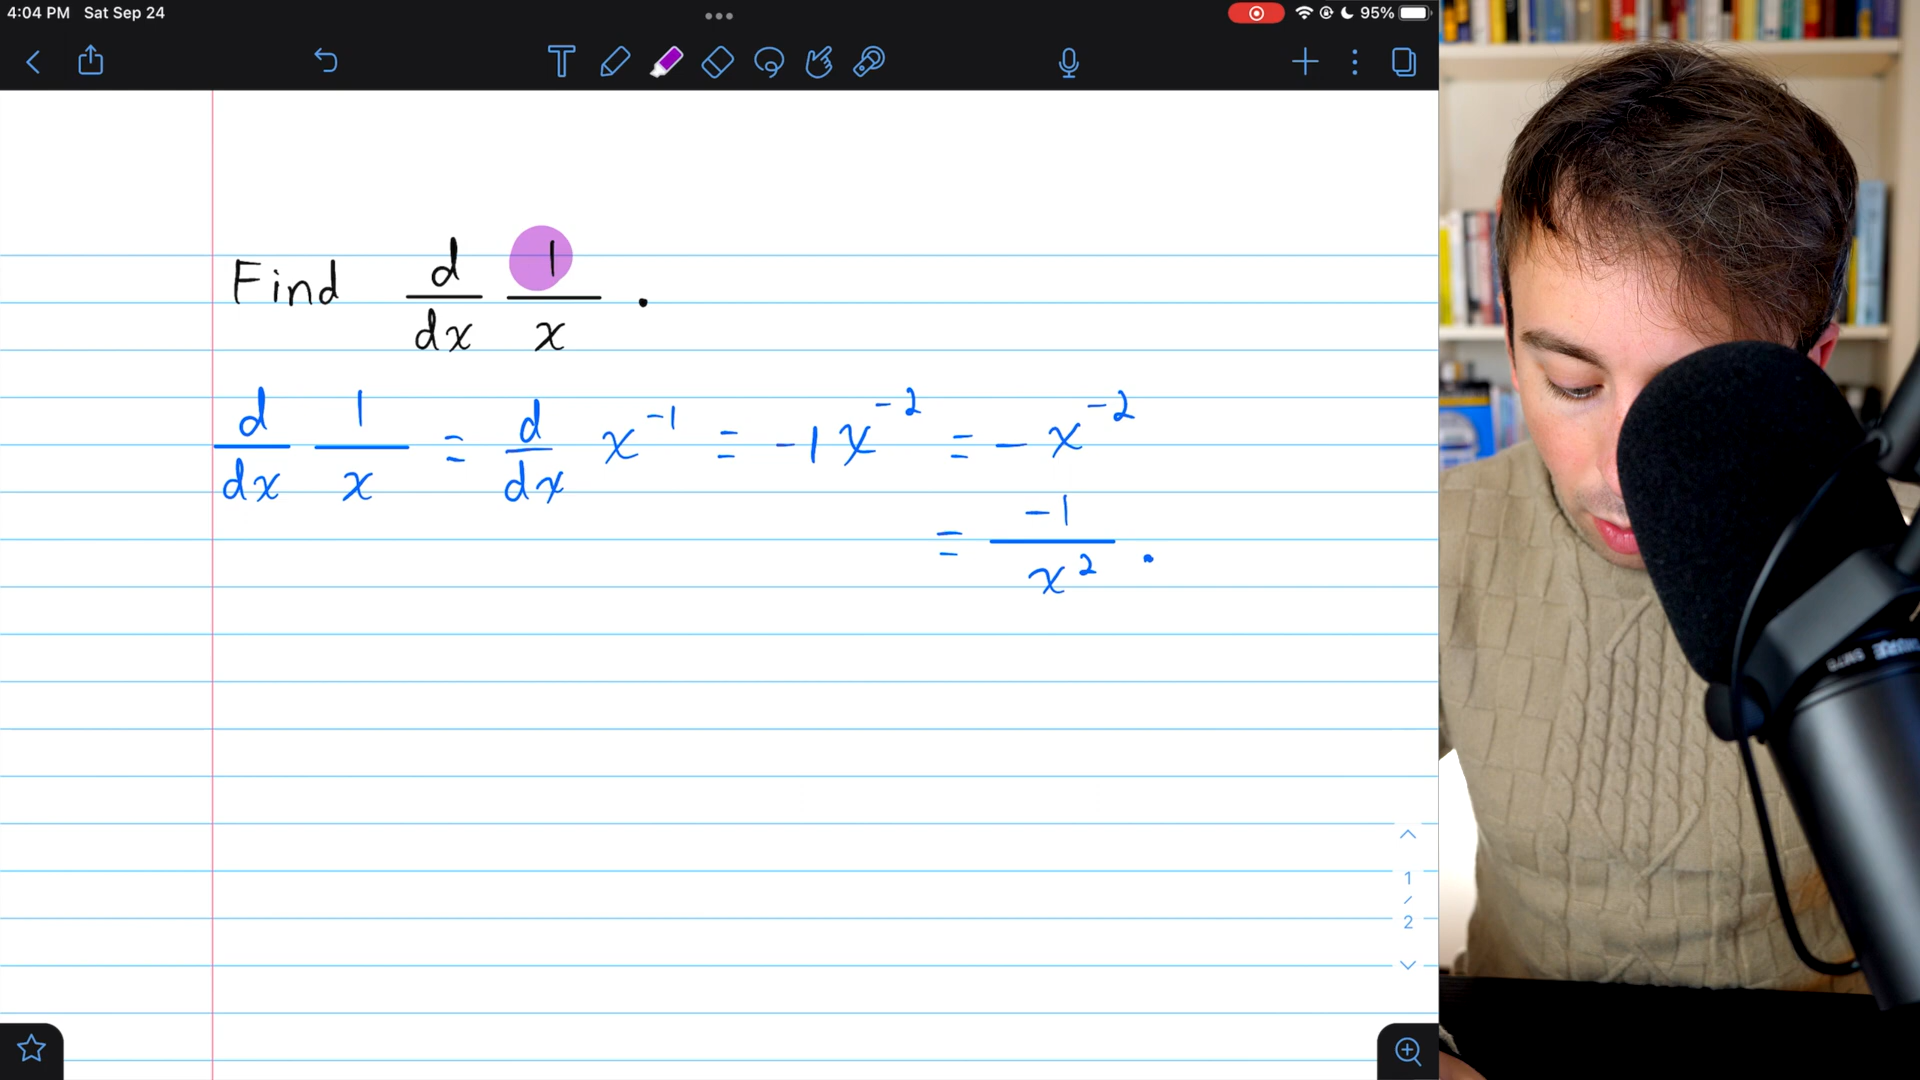 4:04 PM Sat Sep 24
95%
Find d/dx 1/x .
d/dx 1/x = d/dx x^-1 = -1x^-2 = -x^-2
= -1/x^2 .
1
/
2